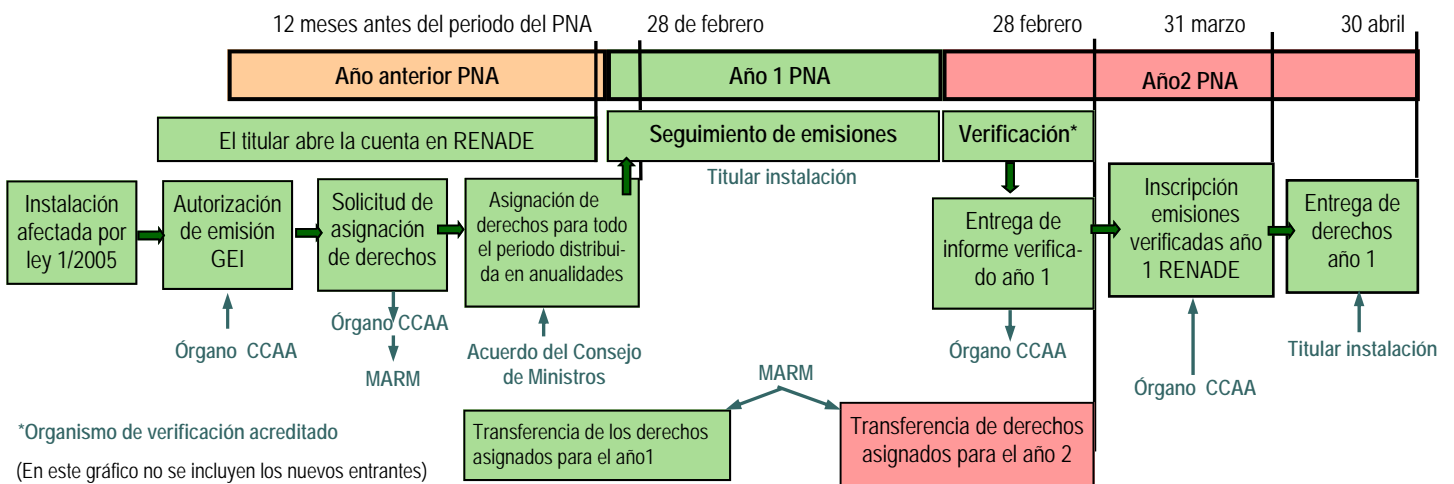 12 meses antes del periodo del PNA
28 de febrero
28 febrero
31 marzo
30 abril
Año anterior PNA
Año 1 PNA
Año2 PNA
El titular abre la cuenta en RENADE
Seguimiento de emisiones
Verificación*
Titular instalación
Instalación
afectada por
ley 1/2005
Autorización
de emisión
GEI
Solicitud de
asignación
de derechos
Asignación de
derechos para todo
el periodo distribui-
da en anualidades
Entrega de
informe verifica-
do año 1
Inscripción
emisiones
verificadas año
1 RENADE
Entrega de
derechos
año 1
Órgano CCAA
Órgano CCAA
MARM
Acuerdo del Consejo
de Ministros
Órgano CCAA
Órgano CCAA
Titular instalación
MARM
Transferencia de los derechos
asignados para el año1
Transferencia de derechos
asignados para el año 2
*Organismo de verificación acreditado
(En este gráfico no se incluyen los nuevos entrantes)